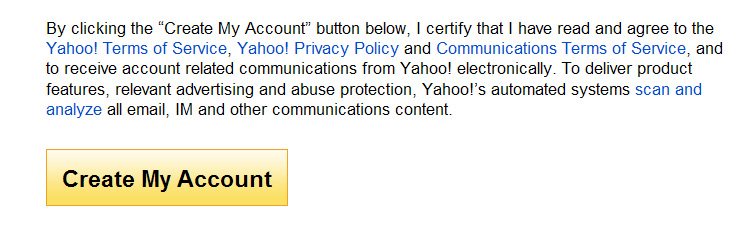 By clicking the “Create My Account” button below, I certify that I have read and agree to the
Yahoo! Terms of Service, Yahoo! Privacy Policy and Communications Terms of Service, and
to receive account related communications from Yahoo! electronically. To deliver product
features, relevant advertising and abuse protection, Yahoo!’s automated systems scan and
analyze all email, IM and other communications content.
Create My Account